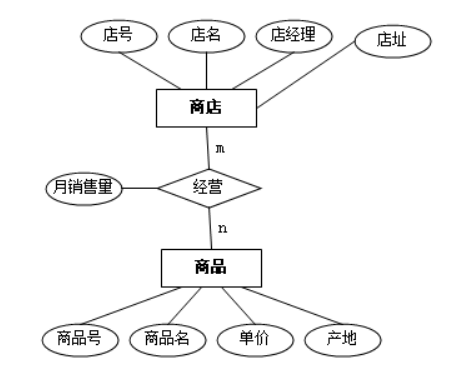 店号 店名 店经理 店址
商店
m
月销售量 经营
n
商品
商品号 商品名 单价 产地